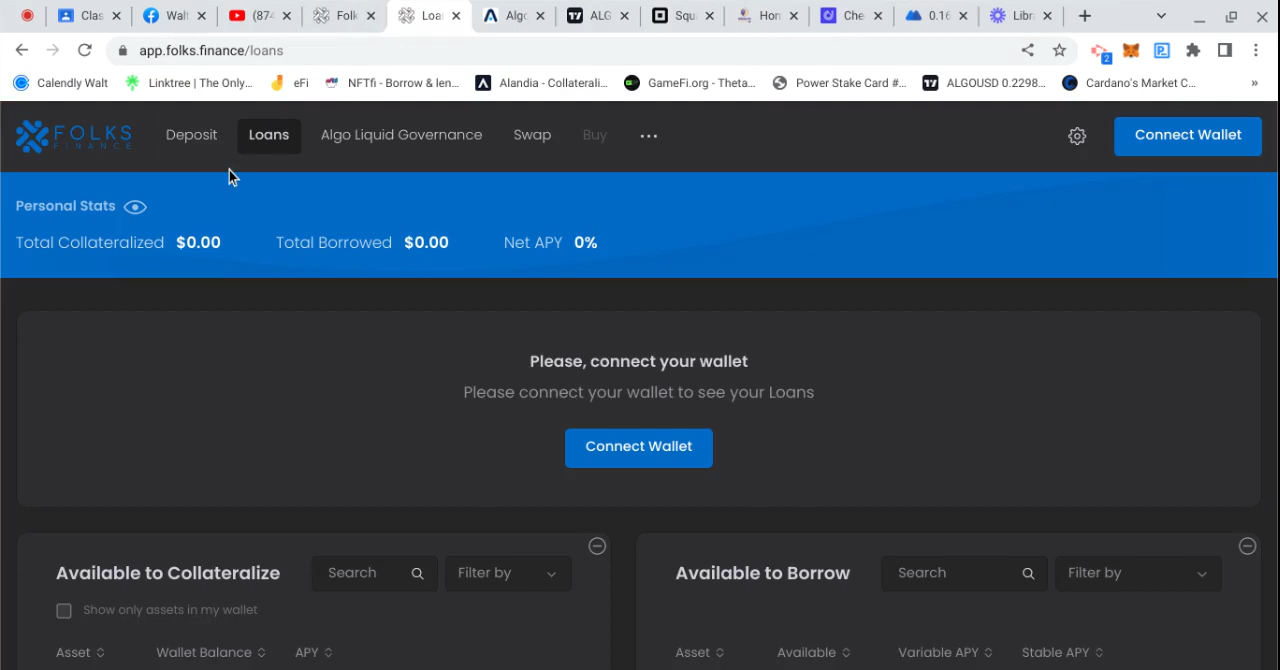 Clas
Walt
(874
Folk
Loan
Algo
ALG
Squ
Hon
Che
0.16
Libr
app.folks.finance/loans
2
Calendly Walt
Linktree | The Only...
eFi
NFTfi - Borrow & len...
Alandia - Collaterali...
GameFi.org - Theta...
Power Stake Card #...
ALGOUSD 0.2298...
Cardano's Market C...
»
FOLKS
FINANCE
Deposit
Loans
Algo Liquid Governance
Swap
Buy
Connect Wallet
Personal Stats
Total Collateralized $0.00
Total Borrowed $0.00
Net APY 0%
Please, connect your wallet
Please connect your wallet to see your Loans
Connect Wallet
Available to Collateralize
Search
Filter by
Show only assets in my wallet
Asset
Wallet Balance
APY
Available to Borrow
Search
Filter by
Asset
Available
Variable APY
Stable APY